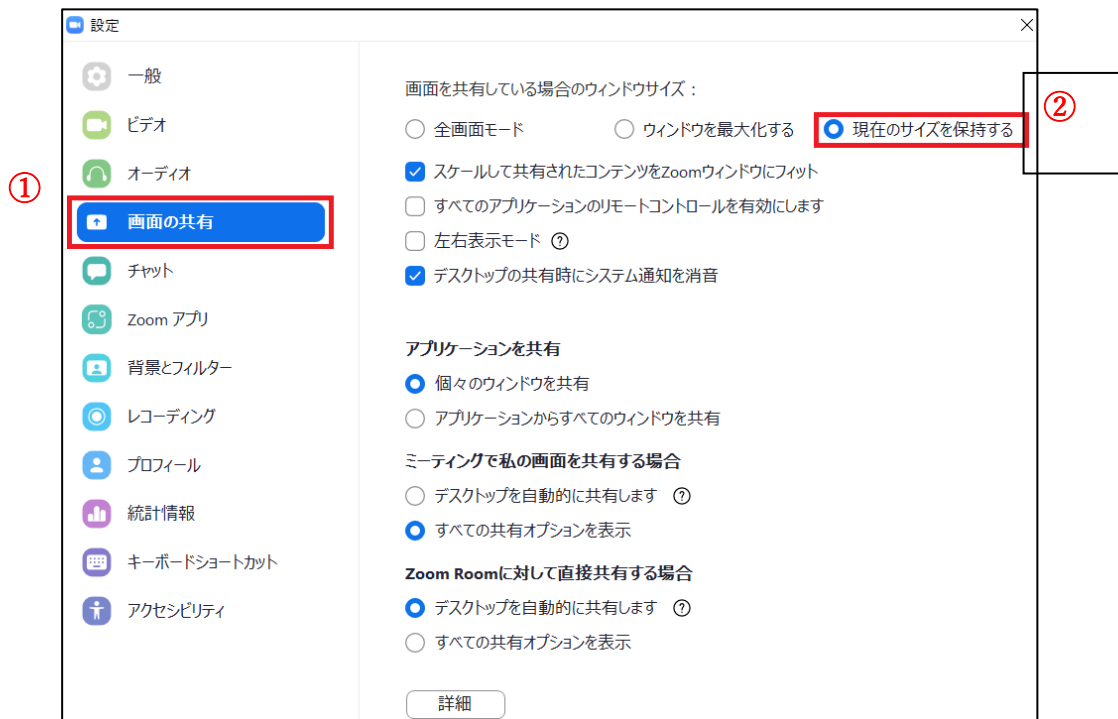 設定
一般
ビデオ
オーディオ
①
画面の共有
チャット
Zoom アプリ
背景とフィルター
レコーディング
プロフィール
統計情報
キーボードショートカット
アクセシビリティ
画面を共有している場合のウィンドウサイズ：
全画面モード ウィンドウを最大化する 現在のサイズを保持する
②
スケールして共有されたコンテンツをZoomウィンドウにフィット
すべてのアプリケーションのリモートコントロールを有効にします
左右表示モード ?
デスクトップの共有時にシステム通知を消音
アプリケーションを共有
個々のウィンドウを共有
アプリケーションからすべてのウィンドウを共有
ミーティングで私の画面を共有する場合
デスクトップを自動的に共有します ?
すべての共有オプションを表示
Zoom Roomに対して直接共有する場合
デスクトップを自動的に共有します ?
すべての共有オプションを表示
詳細